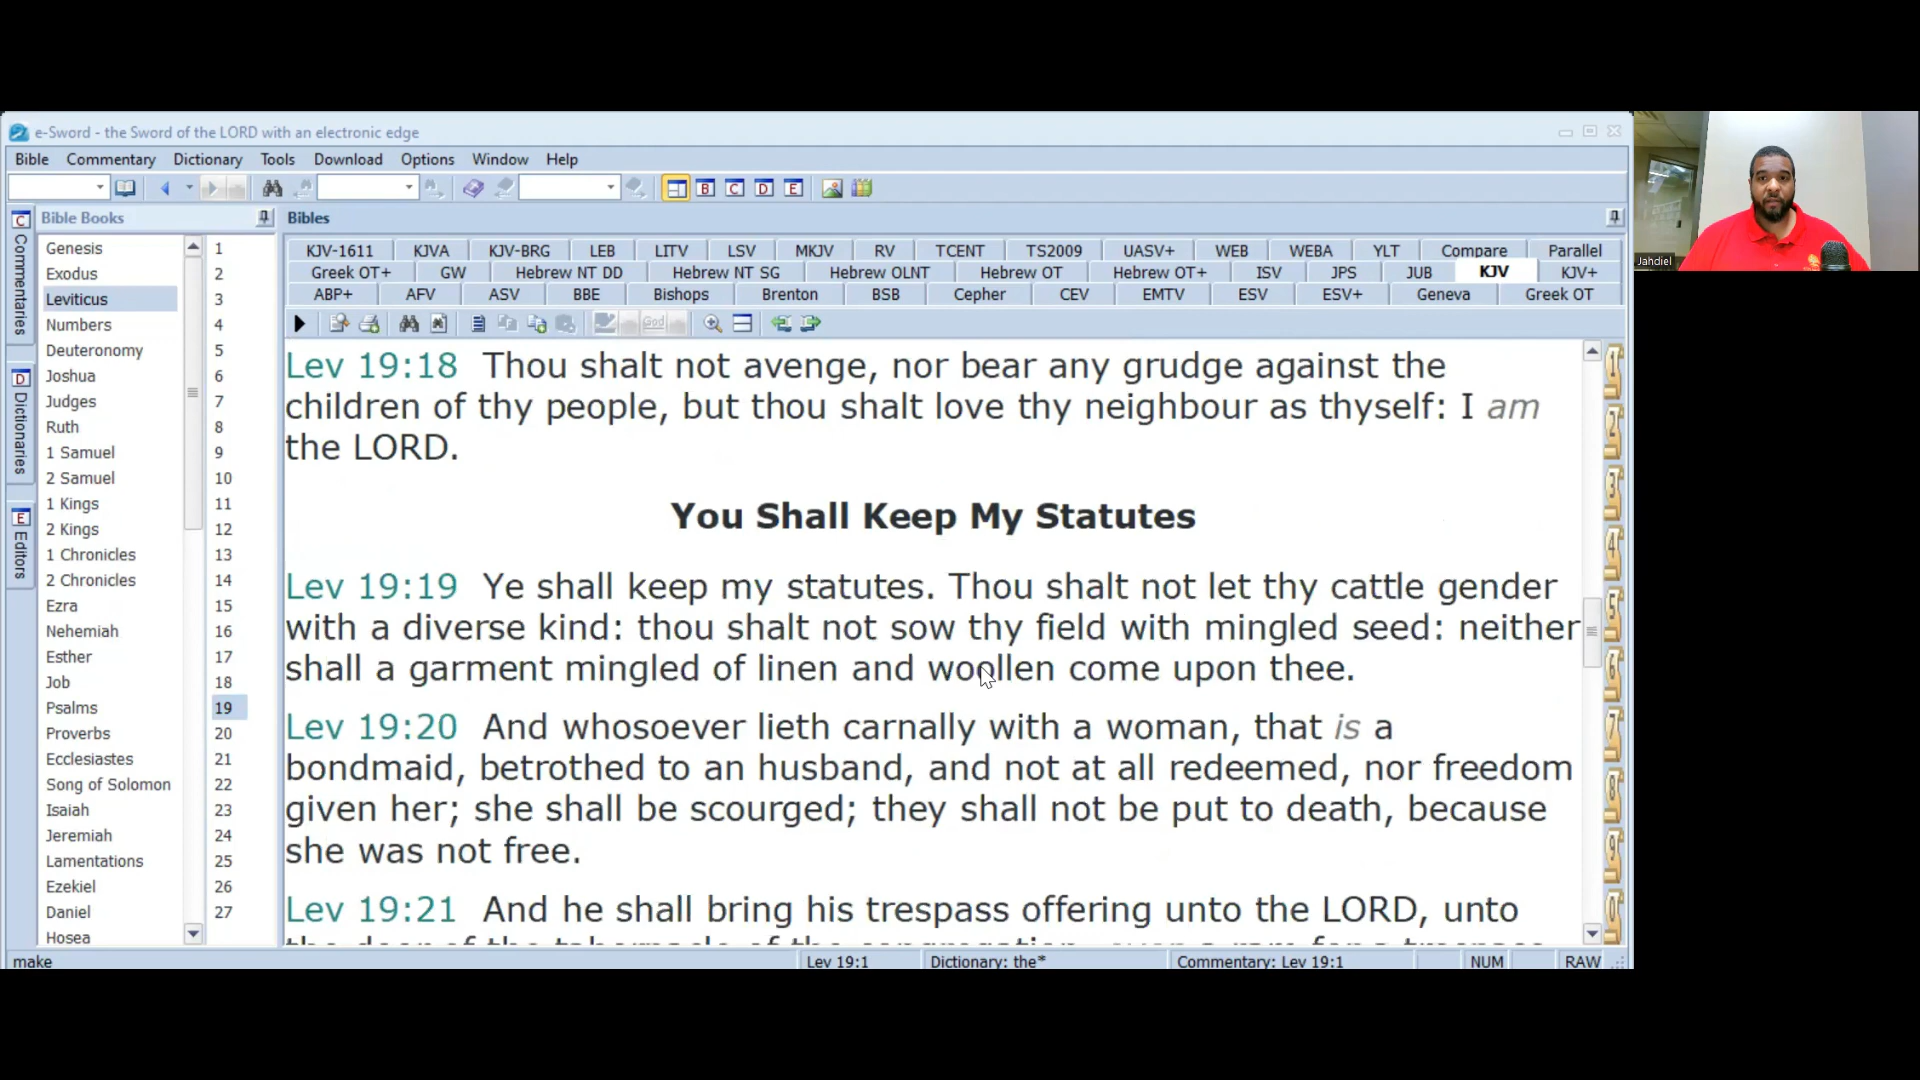 e-Sword - the Sword of the LORD with an electronic edge
Bible Commentary Dictionary Tools Download Options Window Help
B C D E
Bible Books
Bibles
C Commentaries
D Dictionaries
E Editors
Genesis
Exodus
Leviticus
Numbers
Deuteronomy
Joshua
Judges
Ruth
1 Samuel
2 Samuel
1 Kings
2 Kings
1 Chronicles
2 Chronicles
Ezra
Nehemiah
Esther
Job
Psalms
Proverbs
Ecclesiastes
Song of Solomon
Isaiah
Jeremiah
Lamentations
Ezekiel
Daniel
Hosea
1
2
3
4
5
6
7
8
9
10
11
12
13
14
15
16
17
18
19
20
21
22
23
24
25
26
27
KJV-1611 KJVA KJV-BRG LEB LITV LSV MKJV RV TCENT TS2009 UASV+ WEB WEBA YLT Compare Parallel
Greek OT+ GW Hebrew NT DD Hebrew NT SG Hebrew OLNT Hebrew OT Hebrew OT+ ISV JPS JUB KJV KJV+
ABP+ AFV ASV BBE Bishops Brenton BSB Cepher CEV EMTV ESV ESV+ Geneva Greek OT
God
Lev 19:18 Thou shalt not avenge, nor bear any grudge against the
children of thy people, but thou shalt love thy neighbour as thyself: I am
the LORD.
You Shall Keep My Statutes
Lev 19:19 Ye shall keep my statutes. Thou shalt not let thy cattle gender
with a diverse kind: thou shalt not sow thy field with mingled seed: neither
shall a garment mingled of linen and woollen come upon thee.
Lev 19:20 And whosoever lieth carnally with a woman, that is a
bondmaid, betrothed to an husband, and not at all redeemed, nor freedom
given her; she shall be scourged; they shall not be put to death, because
she was not free.
Lev 19:21 And he shall bring his trespass offering unto the LORD, unto
1
2
3
4
5
6
7
8
9
0
make Lev 19:1 Dictionary: the* Commentary: Lev 19:1 NUM RAW
Jahdiel